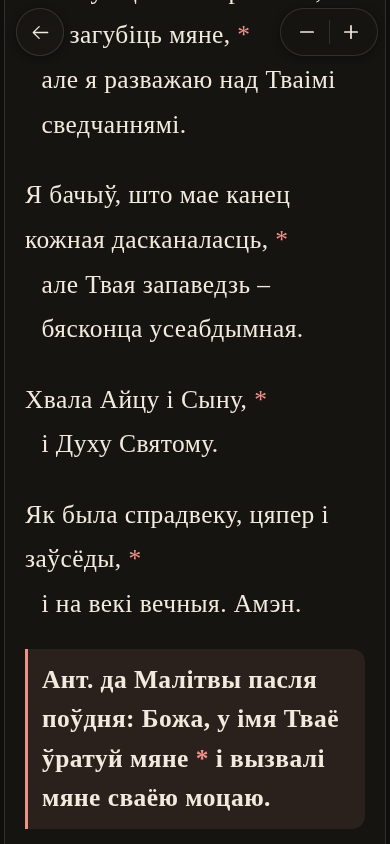 загубіць мяне, *
але я разважаю над Тваімі
сведчаннямі.
Я бачыў, што мае канец
кожная дасканаласць, *
але Твая запаведзь –
бясконца усеабдымная.
Хвала Айцу і Сыну, *
і Духу Святому.
Як была спрадвеку, цяпер і
заўсёды, *
і на векі вечныя. Амэн.
Ант. да Малітвы пасля
поўдня: Божа, у імя Тваё
ўратуй мяне * і вызвалі
мяне сваёю моцаю.